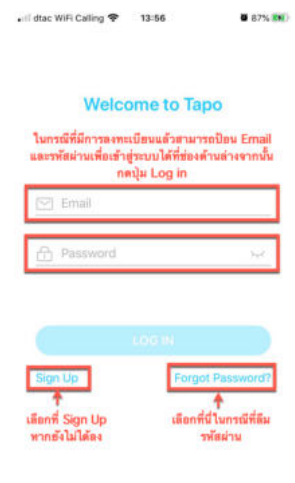 dtac WiFi Calling 13:56 87%
Welcome to Tapo
ในกรณีที่มีการลงทะเบียนแล้วสามารถป้อน Email
และรหัสผ่านเพื่อเข้าสู่ระบบได้ที่ช่องด้านล่างจากนั้น
กดปุ่ม Log in
Email
Password
LOG IN
Sign Up Forgot Password?
เลือกที่ Sign Up เลือกที่นี่ในกรณีที่ลืม
หากยังไม่ได้ลง รหัสผ่าน